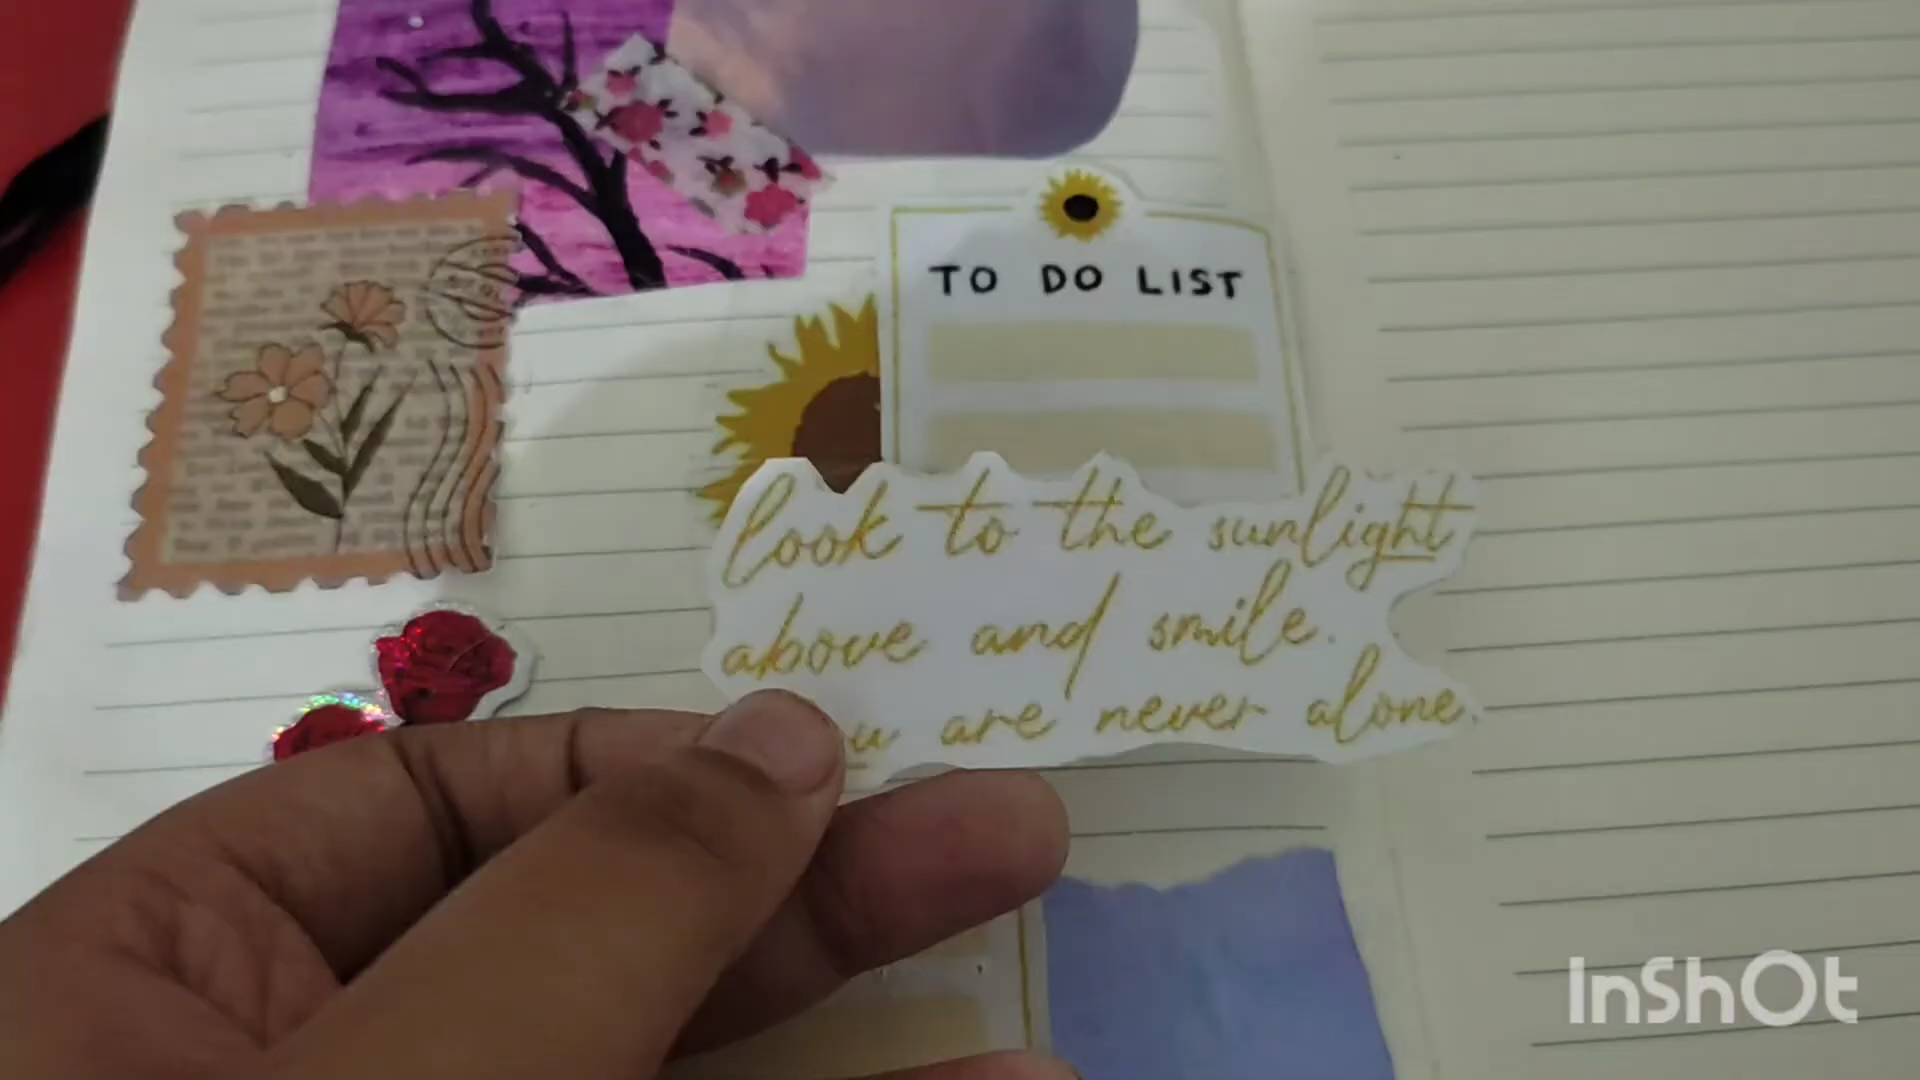 TO DO LIST
look to the sunlight
above and smile.
are never alone.
InShOt